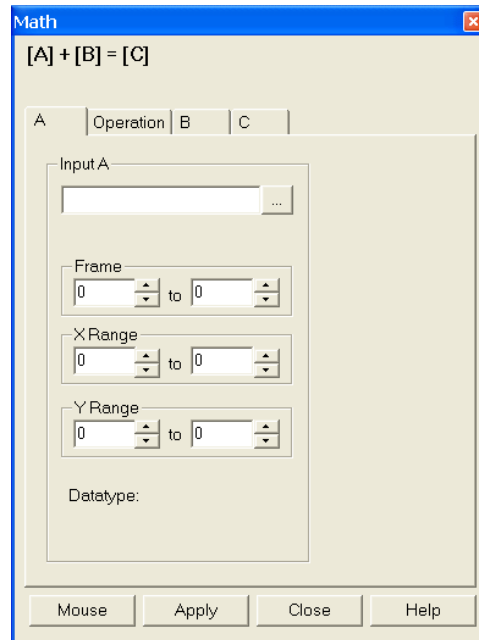 Math
[A] + [B] = [C]
A Operation B C
Input A
...
Frame
0 to 0
X Range
0 to 0
Y Range
0 to 0
Datatype:
Mouse Apply Close Help